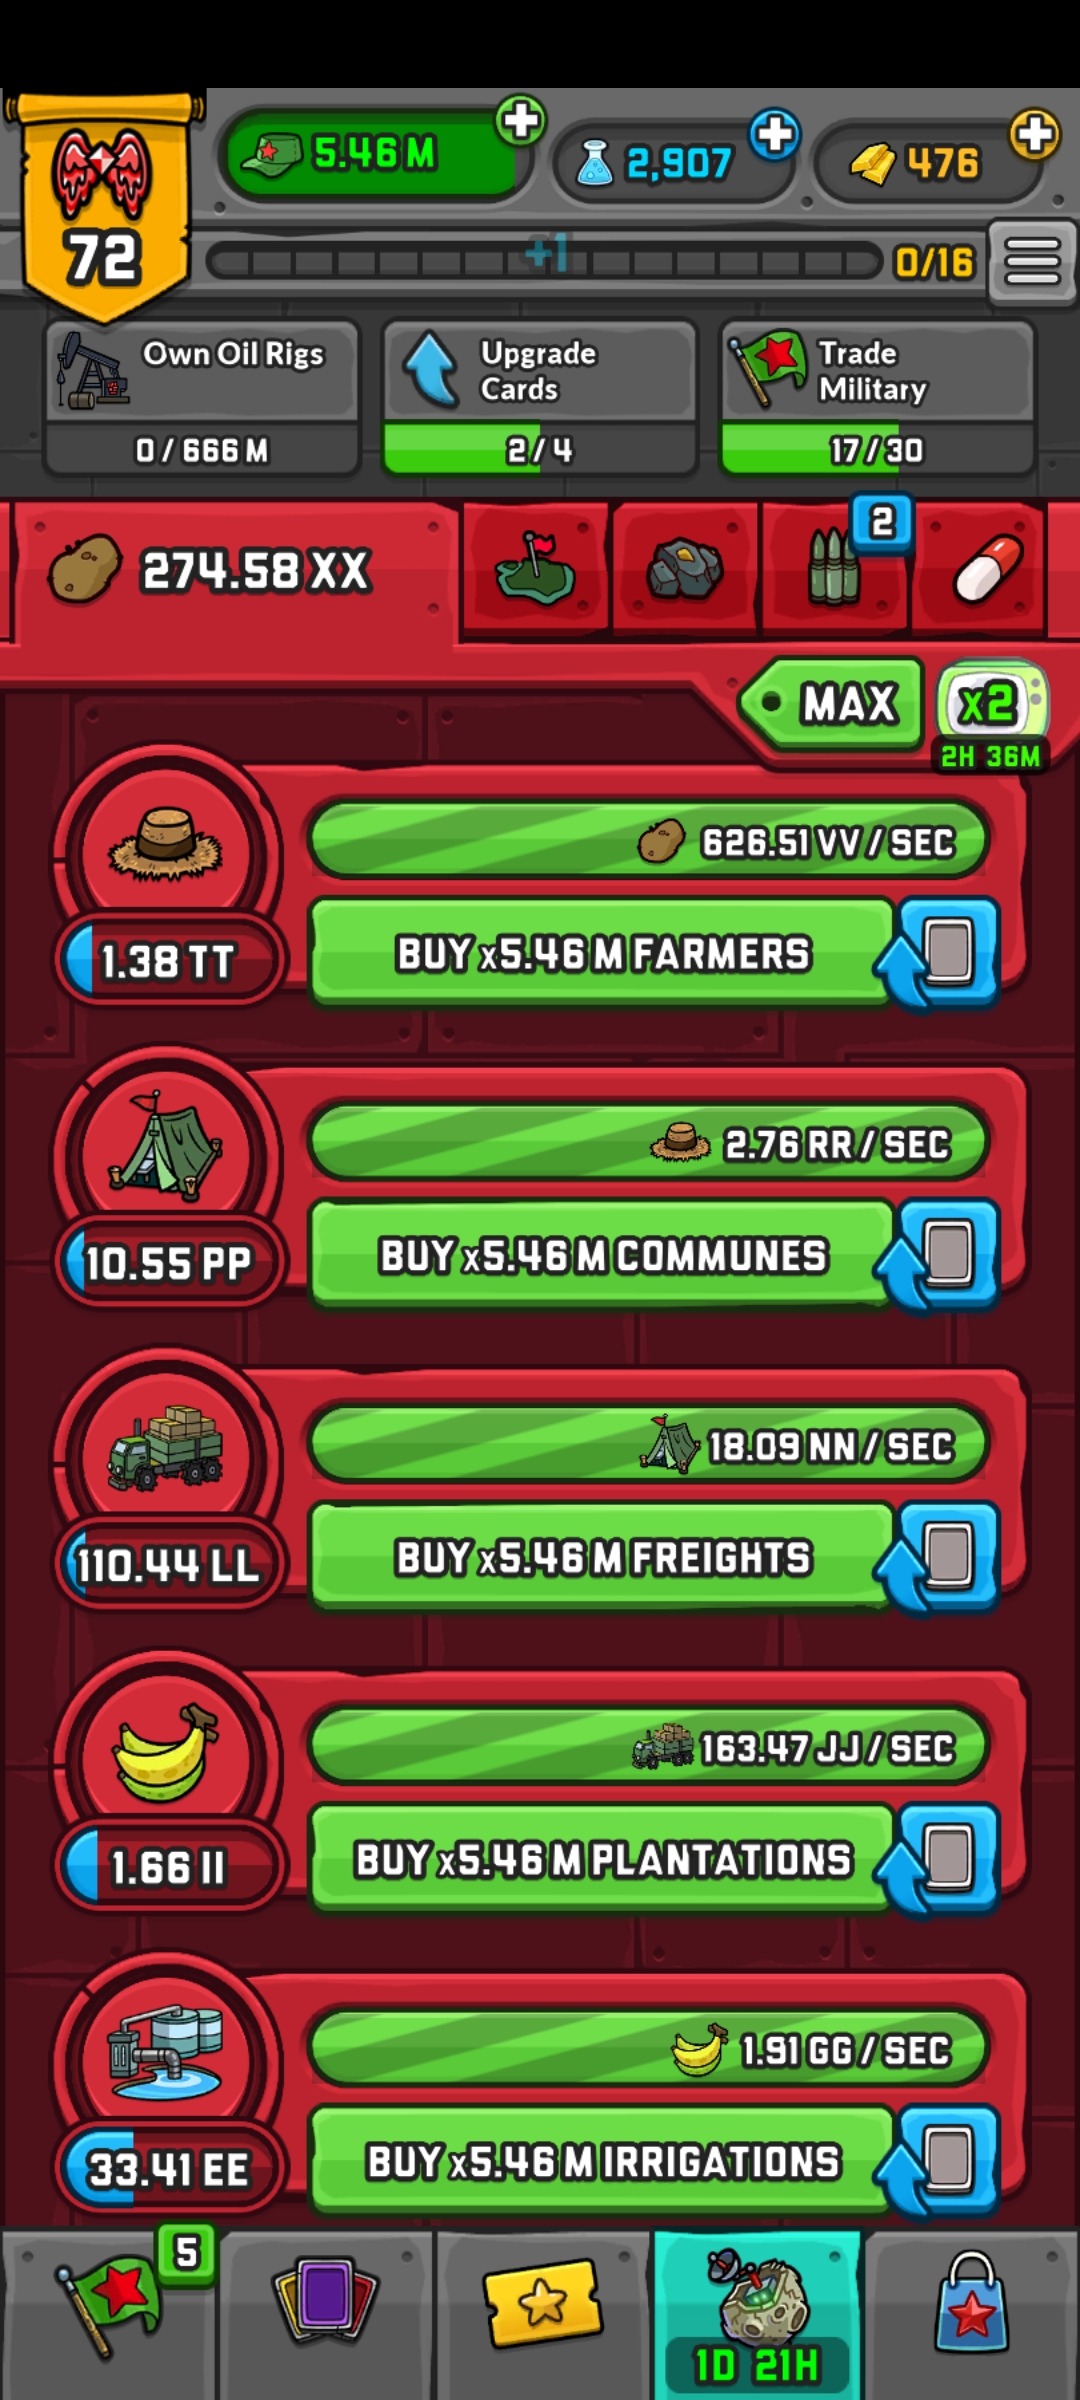 5.46 M
2,907
476
72
+1
0/16
Own Oil Rigs
0 / 666 M
Upgrade
Cards
2 / 4
Trade
Military
17 / 30
274.58 XX
2
MAX
x2
2H 36M
626.51 VV / SEC
1.38 TT
BUY x5.46 M FARMERS
2.76 RR / SEC
10.55 PP
BUY x5.46 M COMMUNES
18.09 NN / SEC
110.44 LL
BUY x5.46 M FREIGHTS
163.47 JJ / SEC
1.66 II
BUY x5.46 M PLANTATIONS
1.91 GG / SEC
33.41 EE
BUY x5.46 M IRRIGATIONS
5
1D 21H